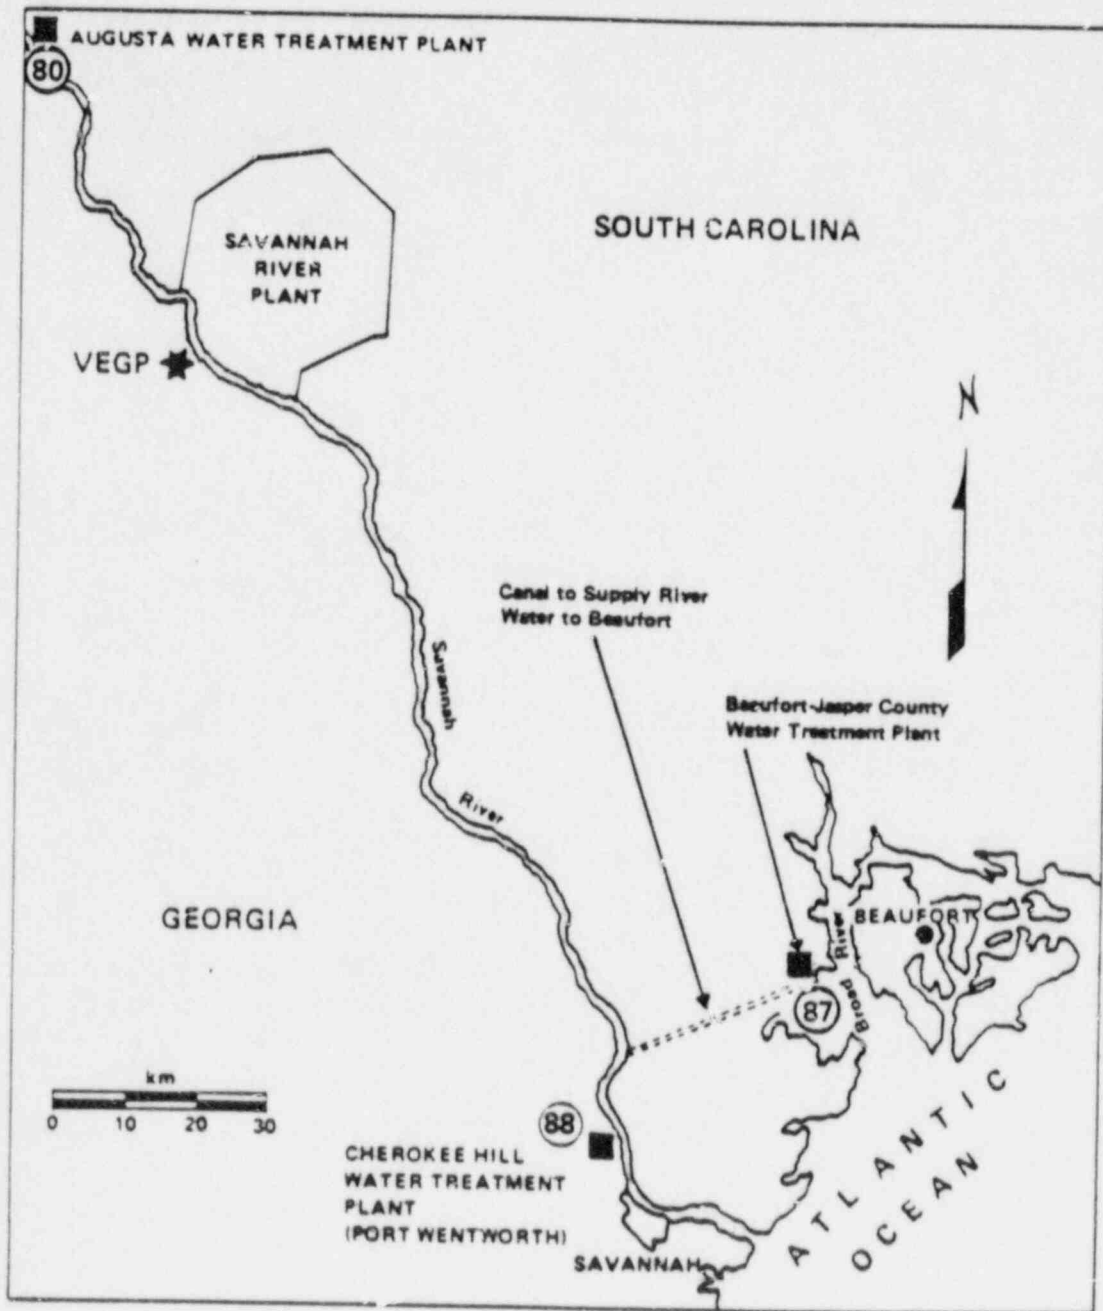 AUGUSTA WATER TREATMENT PLANT
80
SOUTH CAROLINA
SAVANNAH
RIVER
PLANT
VEGP
N
Canal to Supply River
Water to Beaufort
Savannah
River
Beaufort-Jasper County
Water Treatment Plant
GEORGIA
BEAUFORT
Broad River
87
km
0 10 20 30
88
CHEROKEE HILL
WATER TREATMENT
PLANT
(PORT WENTWORTH)
SAVANNAH
ATLANTIC
OCEAN